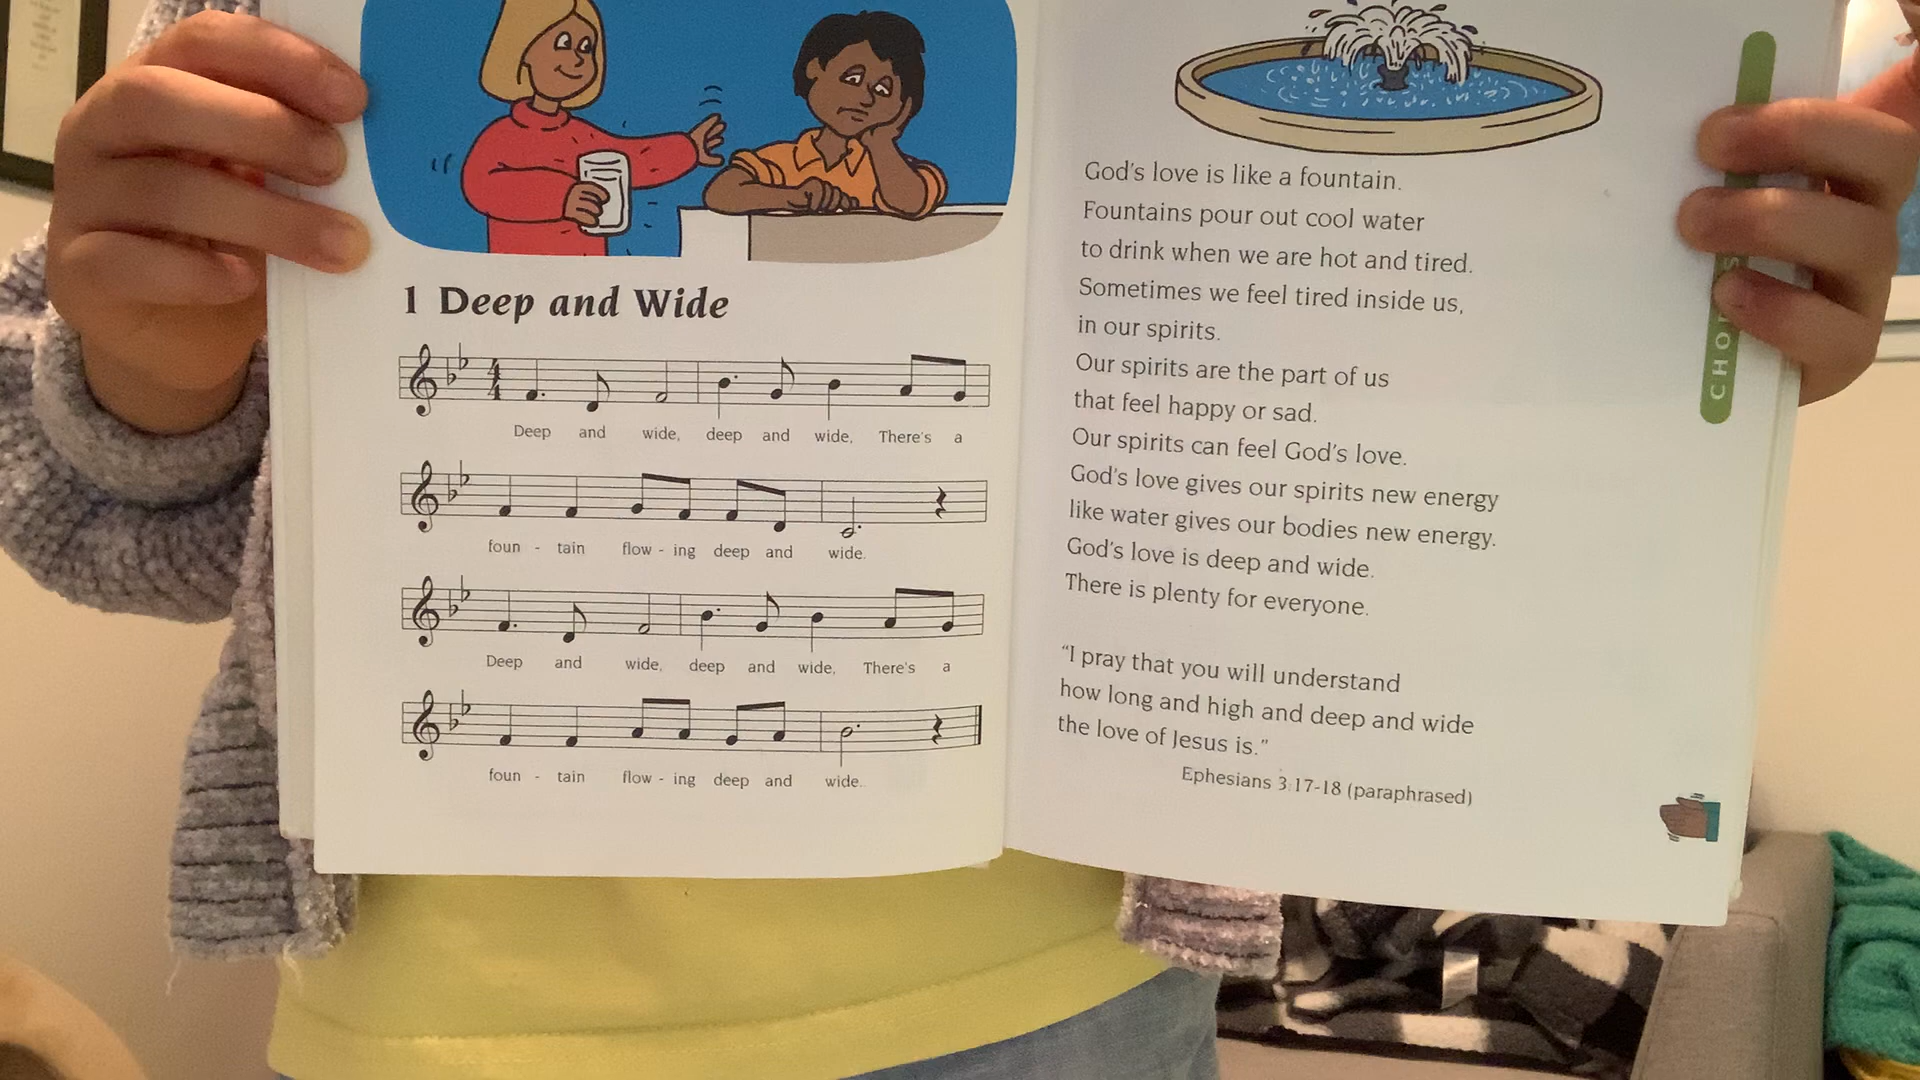 1 Deep and Wide
Deep and wide, deep and wide, There's a
foun - tain flow - ing deep and wide.
Deep and wide, deep and wide, There's a
foun - tain flow - ing deep and wide.
God's love is like a fountain.
Fountains pour out cool water
to drink when we are hot and tired.
Sometimes we feel tired inside us,
in our spirits.
Our spirits are the part of us
that feel happy or sad.
Our spirits can feel God's love.
God's love gives our spirits new energy
like water gives our bodies new energy.
God's love is deep and wide.
There is plenty for everyone.
"I pray that you will understand
how long and high and deep and wide
the love of Jesus is."
Ephesians 3:17-18 (paraphrased)